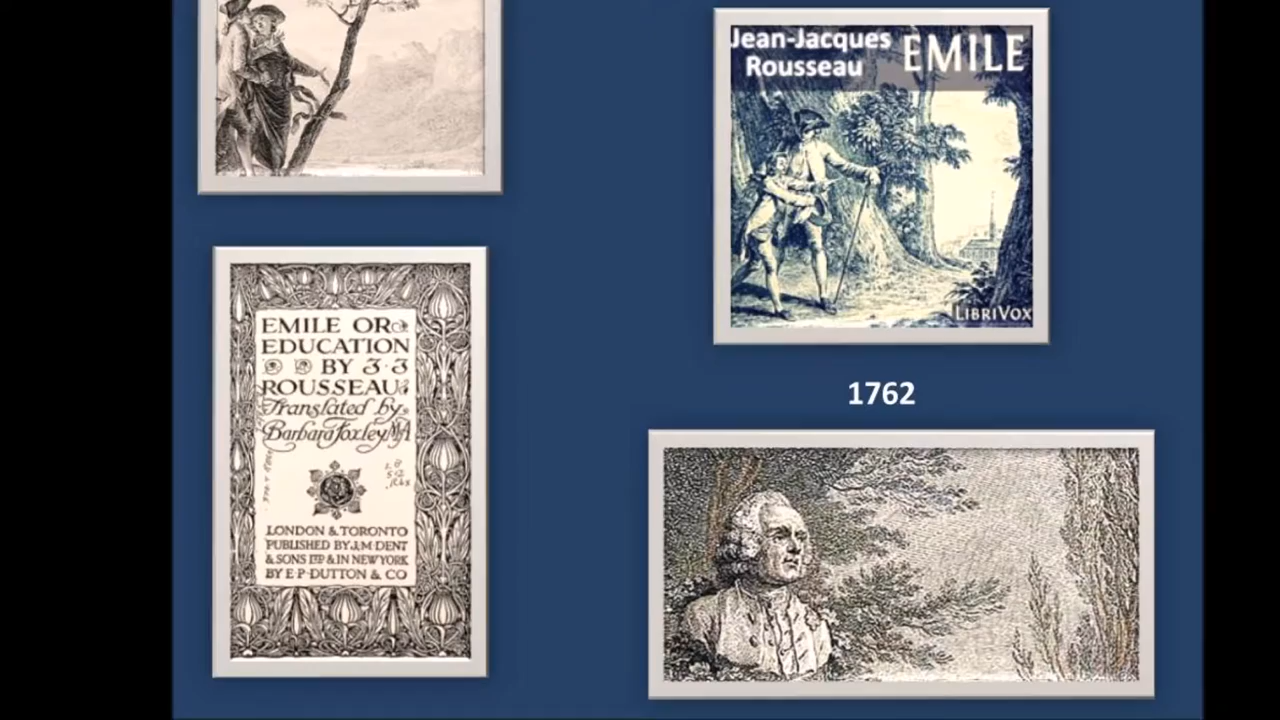 Jean-Jacques
Rousseau
EMILE
LIBRIVOX
1762
EMILE OR
EDUCATION
BY J·J
ROUSSEAU
Translated by
Barbara Foxley MA
LONDON & TORONTO
PUBLISHED BY J·M·DENT
& SONS LTD & IN NEW YORK
BY E·P·DUTTON & CO